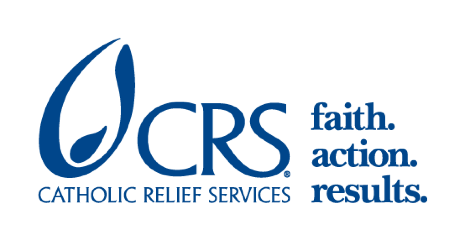 CRS®
CATHOLIC RELIEF SERVICES
faith.
action.
results.